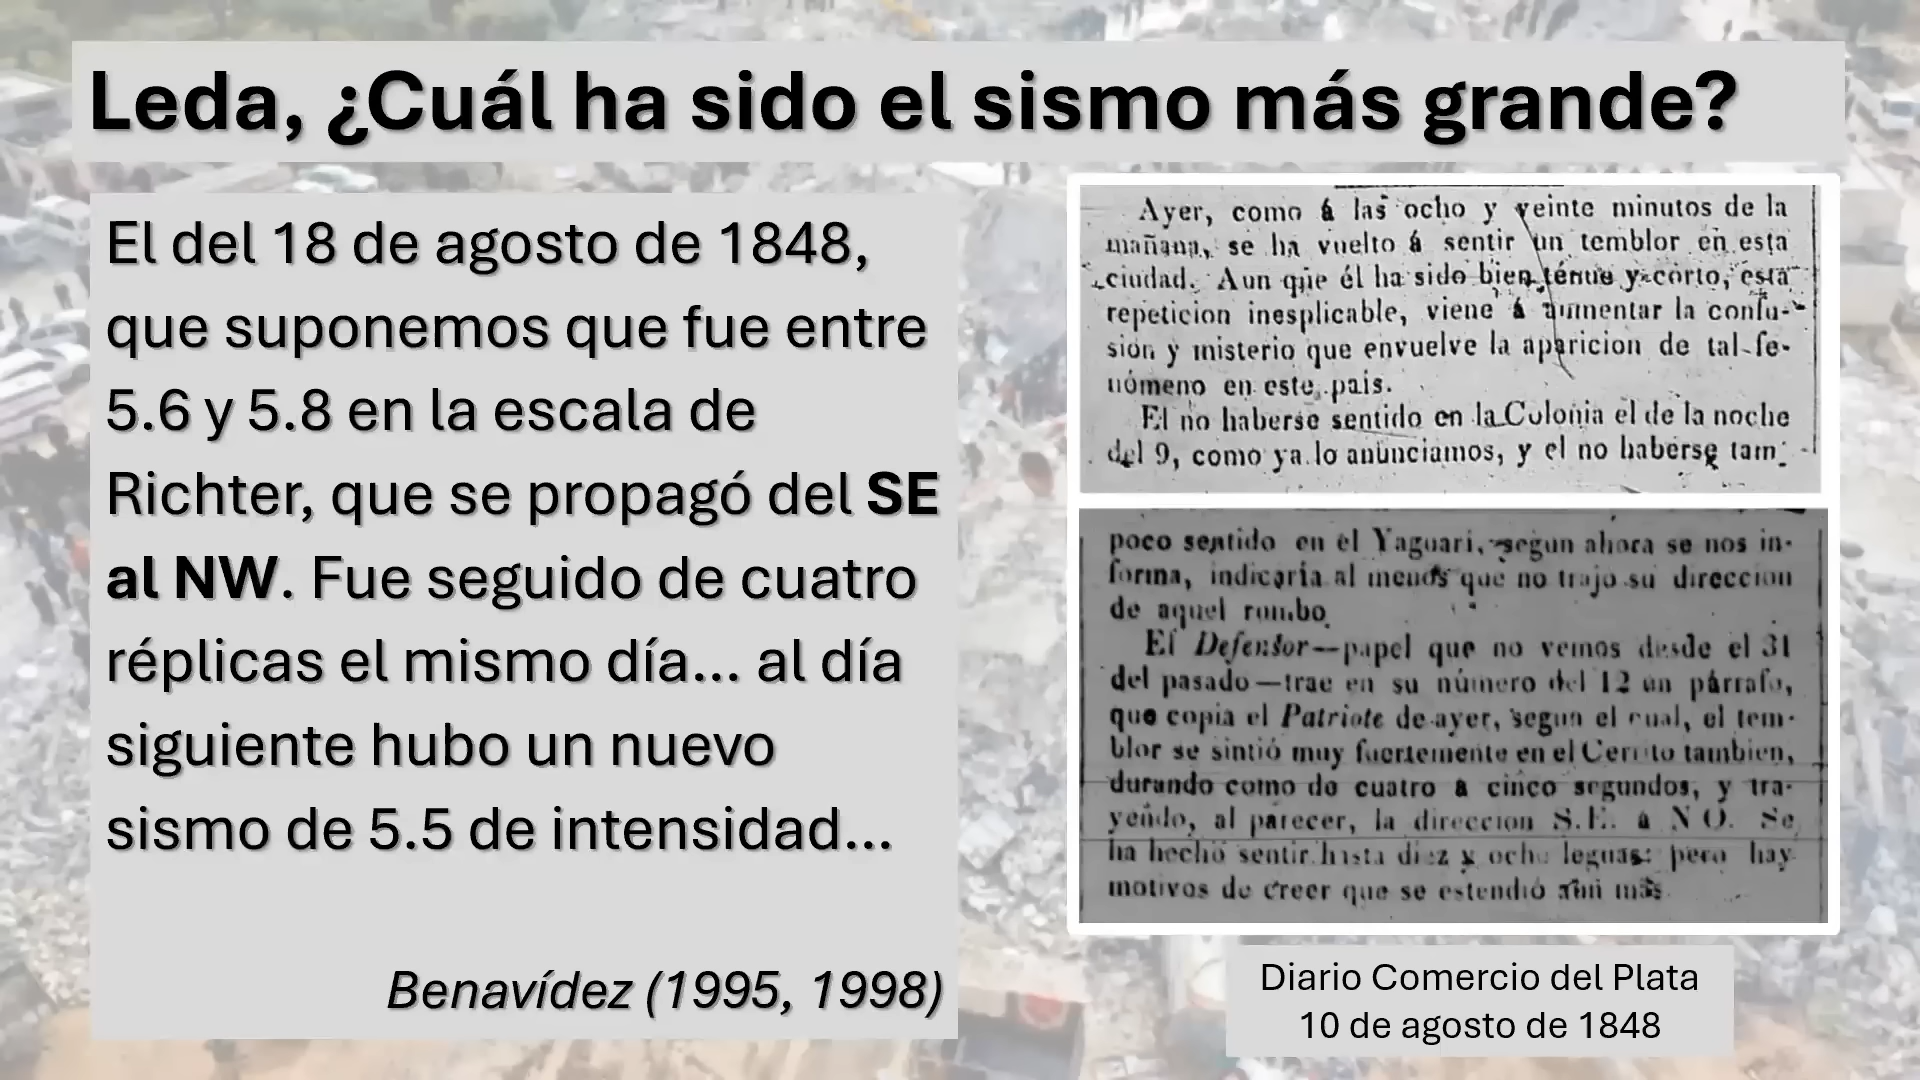 Leda, ¿Cuál ha sido el sismo más grande?
El del 18 de agosto de 1848,
que suponemos que fue entre
5.6 y 5.8 en la escala de
Richter, que se propagó del SE
al NW. Fue seguido de cuatro
réplicas el mismo día... al día
siguiente hubo un nuevo
sismo de 5.5 de intensidad...
Benavídez (1995, 1998)
Ayer, como á las ocho y veinte minutos de la
mañana, se ha vuelto á sentir un temblor en esta
ciudad. Aun que él ha sido bien ténue y corto, esta
repeticion inesplicable, viene á aumentar la confu-
sion y misterio que envuelve la aparicion de tal fe-
nómeno en este pais.
El no haberse sentido en la Colonia el de la noche
del 9, como ya lo anunciamos, y el no haberse tam
poco sentido en el Yaguari, segun ahora se nos in-
forma, indicaria al menos que no trajo su direccion
de aquel rumbo.
El Defensor—papel que no vemos desde el 31
del pasado—trae en su número del 12 un párrafo,
que copia el Patriote de ayer, segun el cual, el tem-
blor se sintió muy fuertemente en el Cerrito tambien,
durando como de cuatro á cinco segundos, y tra-
yendo, al parecer, la direccion S.E. á NO. Se
ha hecho sentir hasta diez y ocho leguas: pero hay
motivos de creer que se estendió aun mas
Diario Comercio del Plata
10 de agosto de 1848